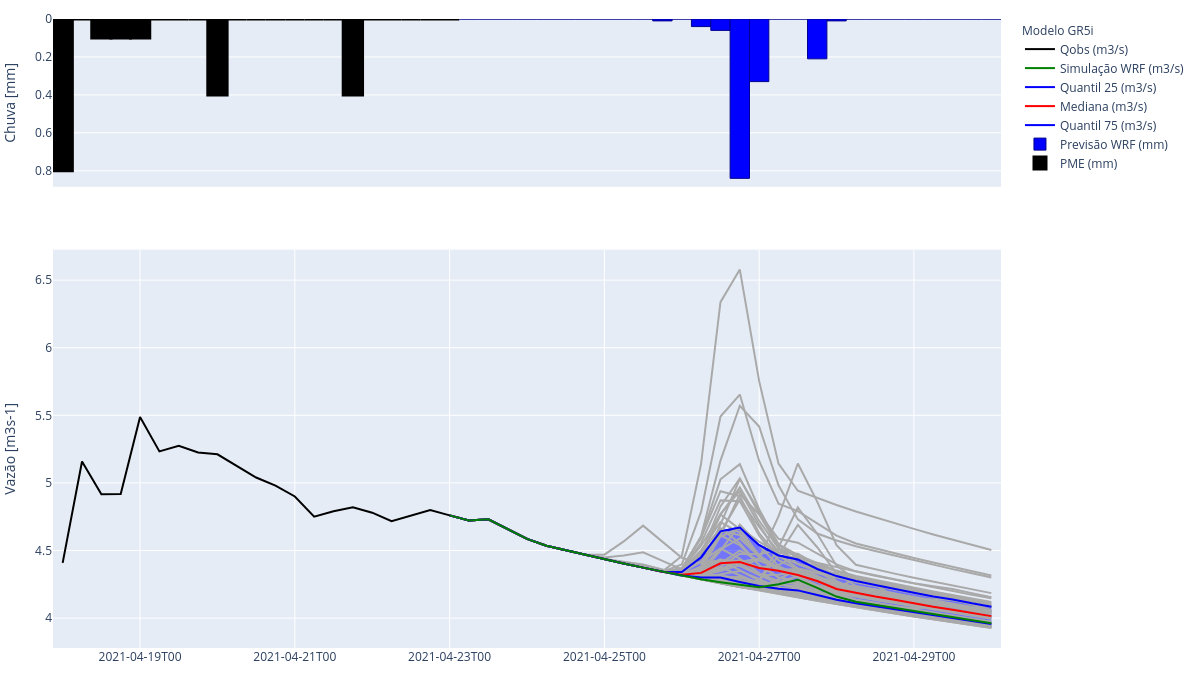 0
0.2
0.4
0.6
0.8
Chuva [mm]
Modelo GR5i
Qobs (m3/s)
Simulação WRF (m3/s)
Quantil 25 (m3/s)
Mediana (m3/s)
Quantil 75 (m3/s)
Previsão WRF (mm)
PME (mm)
6.5
6
5.5
5
4.5
4
Vazão [m3s-1]
2021-04-19T00
2021-04-21T00
2021-04-23T00
2021-04-25T00
2021-04-27T00
2021-04-29T00